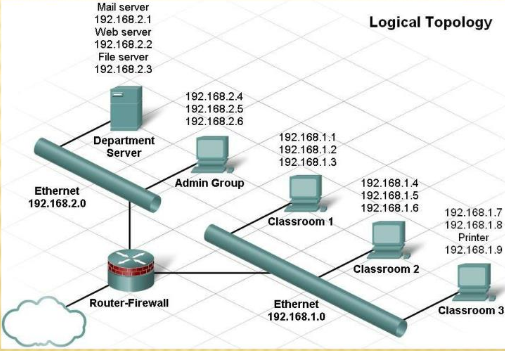 Logical Topology
Mail server
192.168.2.1
Web server
192.168.2.2
File server
192.168.2.3
Department
Server
192.168.2.4
192.168.2.5
192.168.2.6
Admin Group
Ethernet
192.168.2.0
192.168.1.1
192.168.1.2
192.168.1.3
Classroom 1
192.168.1.4
192.168.1.5
192.168.1.6
Classroom 2
192.168.1.7
192.168.1.8
Printer
192.168.1.9
Classroom 3
Router-Firewall
Ethernet
192.168.1.0